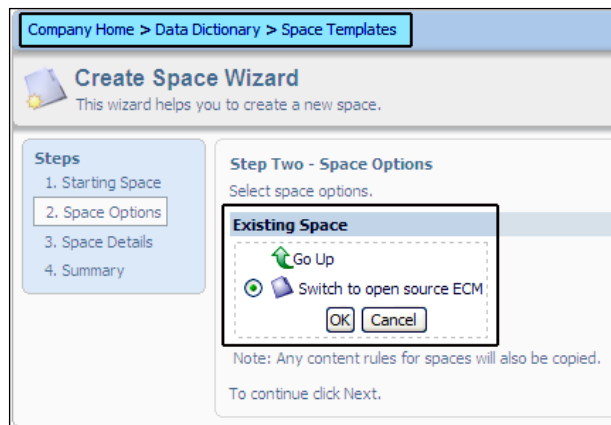 Company Home > Data Dictionary > Space Templates
Create Space Wizard
This wizard helps you to create a new space.
Steps
1. Starting Space
2. Space Options
3. Space Details
4. Summary
Step Two - Space Options
Select space options.
Existing Space
Go Up
Switch to open source ECM
OK Cancel
Note: Any content rules for spaces will also be copied.
To continue click Next.